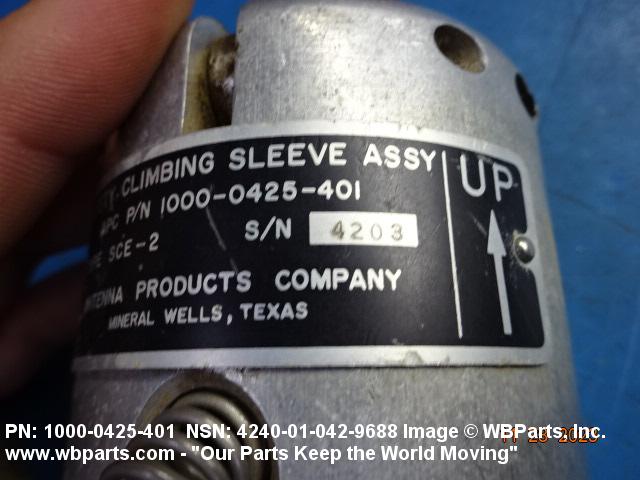 CLIMBING SLEEVE ASSY
APC P/N 1000-0425-401
SCE-2
S/N 4203
PRODUCTS COMPANY
MINERAL WELLS, TEXAS
UP
PN: 1000-0425-401 NSN: 4240-01-042-9688 Image © WBParts, Inc.
www.wbparts.com - "Our Parts Keep the World Moving"